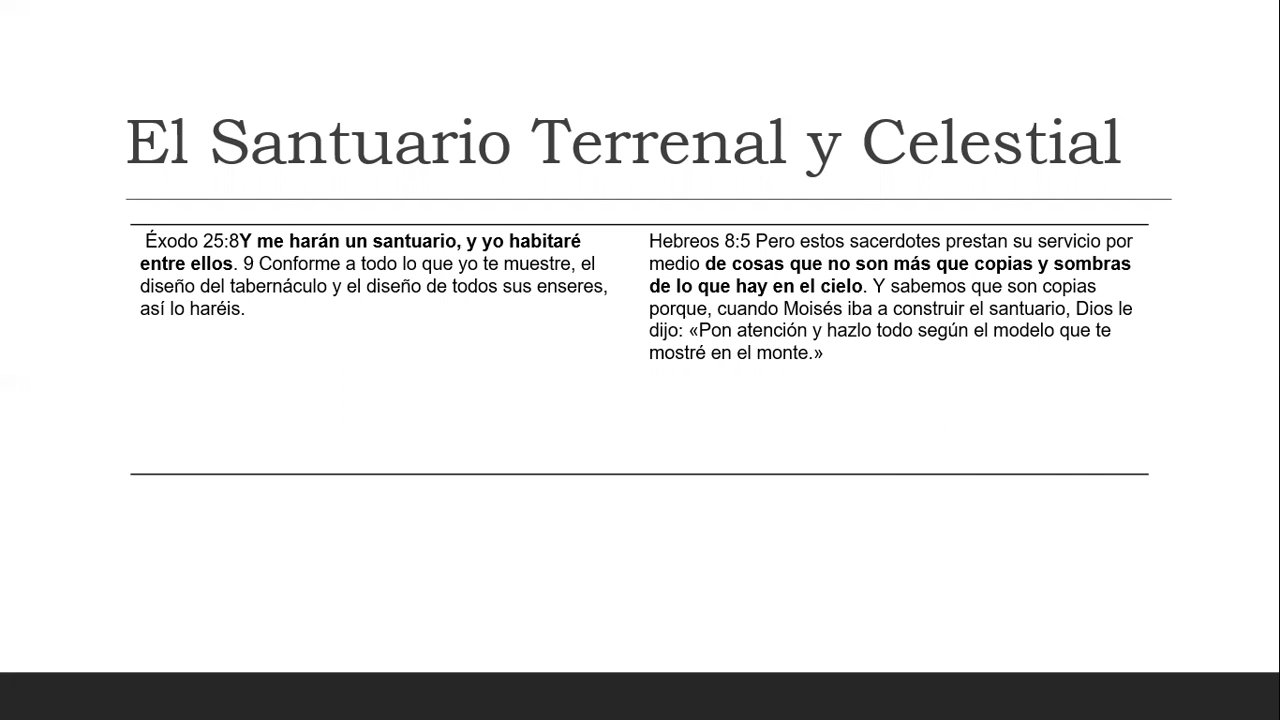 El Santuario Terrenal y Celestial
Éxodo 25:8Y me harán un santuario, y yo habitaré
entre ellos. 9 Conforme a todo lo que yo te muestre, el
diseño del tabernáculo y el diseño de todos sus enseres,
así lo haréis.
Hebreos 8:5 Pero estos sacerdotes prestan su servicio por
medio de cosas que no son más que copias y sombras
de lo que hay en el cielo. Y sabemos que son copias
porque, cuando Moisés iba a construir el santuario, Dios le
dijo: «Pon atención y hazlo todo según el modelo que te
mostré en el monte.»